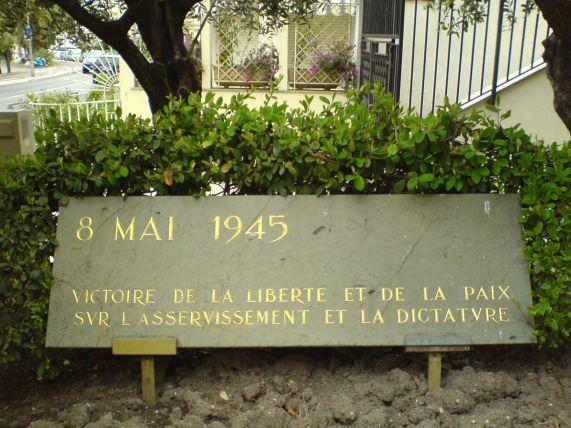 8 MAI 1945
VICTOIRE DE LA LIBERTE ET DE LA PAIX
SVR L ASSERVISSEMENT ET LA DICTATVRE